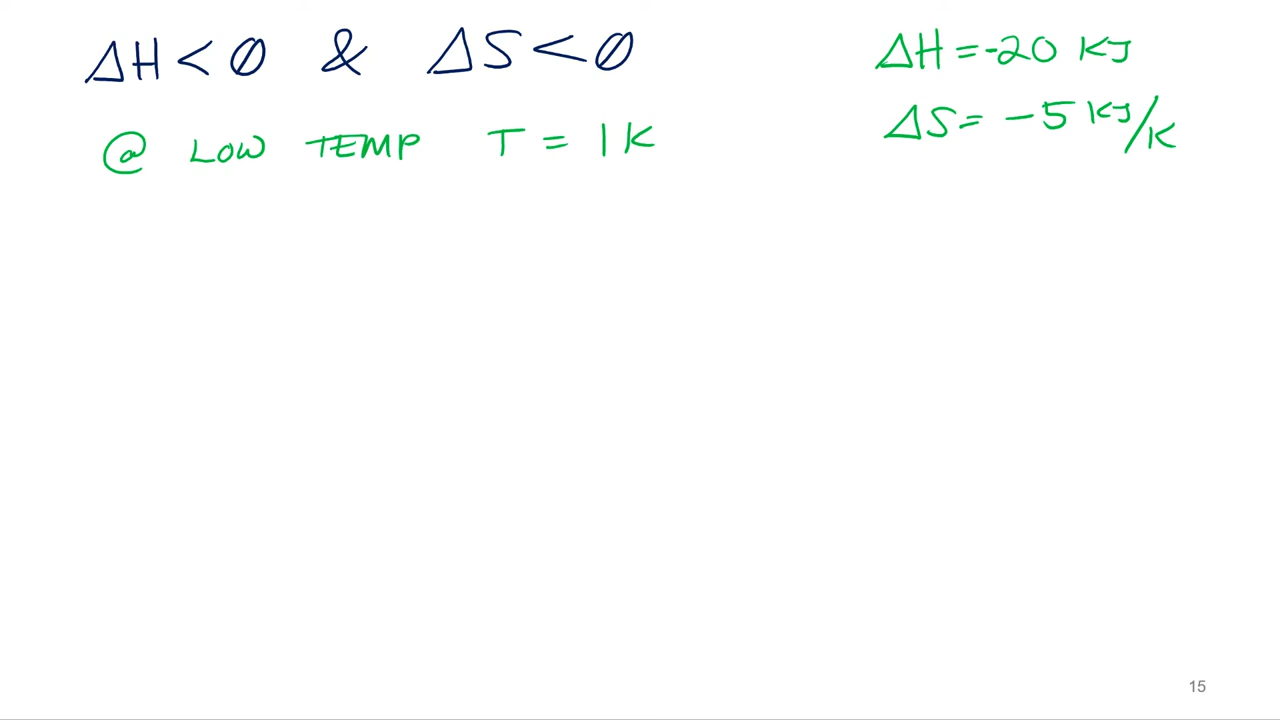 ΔH < 0 & ΔS < 0
ΔH = -20 KJ
ΔS = -5 KJ/K
@ LOW TEMP T = 1K
15